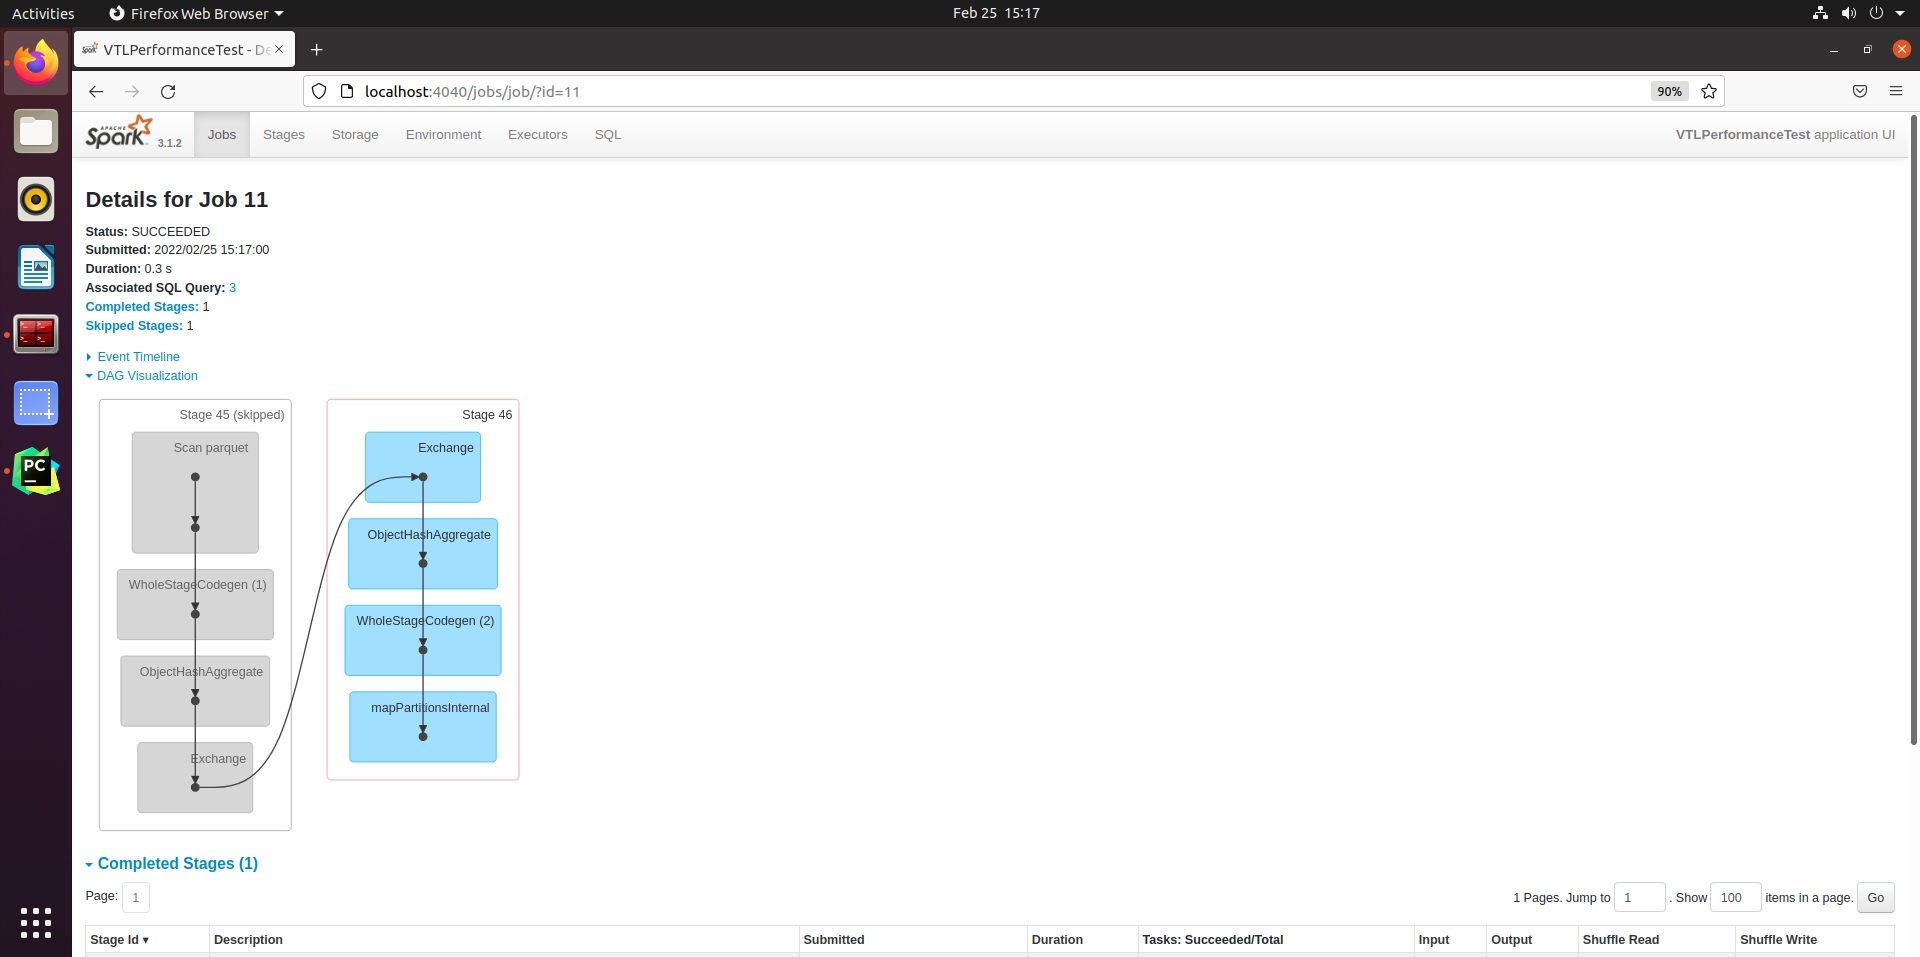 Activities
Firefox Web Browser
Feb 25 15:17
Spark VTLPerformanceTest - De
localhost:4040/jobs/job/?id=11
90%
APACHE
Spark 3.1.2
Jobs
Stages
Storage
Environment
Executors
SQL
VTLPerformanceTest application UI
Details for Job 11
Status: SUCCEEDED
Submitted: 2022/02/25 15:17:00
Duration: 0.3 s
Associated SQL Query: 3
Completed Stages: 1
Skipped Stages: 1
Event Timeline
DAG Visualization
Stage 45 (skipped)
Scan parquet
WholeStageCodegen (1)
ObjectHashAggregate
Exchange
Stage 46
Exchange
ObjectHashAggregate
WholeStageCodegen (2)
mapPartitionsInternal
PC
Completed Stages (1)
Page: 1
1 Pages. Jump to 1 . Show 100 items in a page. Go
Stage Id ▾
Description
Submitted
Duration
Tasks: Succeeded/Total
Input
Output
Shuffle Read
Shuffle Write